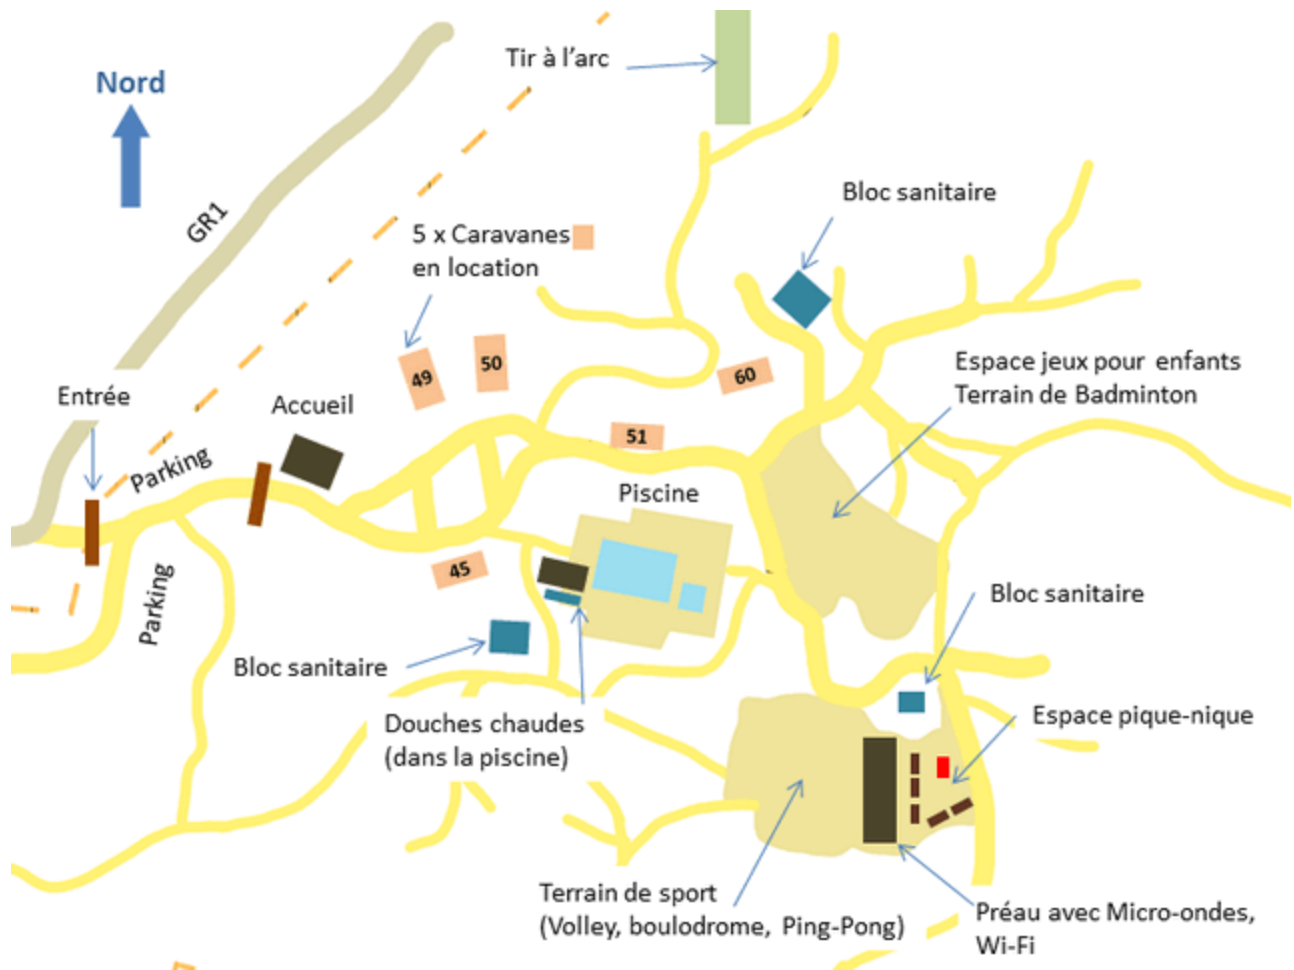 Tir à l’arc
Nord
Bloc sanitaire
GR1
5 x Caravanes
en location
50
49
60
Espace jeux pour enfants
Terrain de Badminton
Entrée
Accueil
51
Parking
Piscine
45
Parking
Bloc sanitaire
Bloc sanitaire
Douches chaudes
(dans la piscine)
Espace pique-nique
Terrain de sport
(Volley, boulodrome, Ping-Pong)
Préau avec Micro-ondes,
Wi-Fi